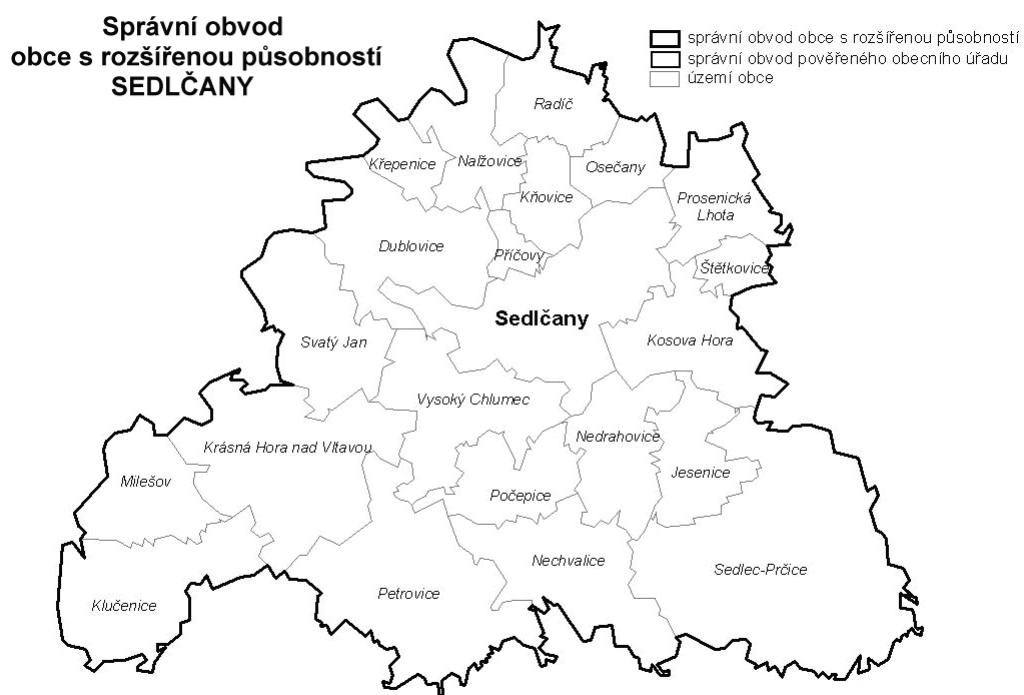 Správní obvod
obce s rozšířenou působností
SEDLČANY
správní obvod obce s rozšířenou působností
správní obvod pověřeného obecního úřadu
území obce
Radíč
Křepenice
Nalžovice
Osečany
Kňovice
Prosenická
Lhota
Dublovice
Příčovy
Štětkovice
Sedlčany
Svatý Jan
Kosova Hora
Vysoký Chlumec
Krásná Hora nad Vltavou
Nedrahovice
Milešov
Jesenice
Počepice
Nechvalice
Sedlec-Prčice
Petrovice
Klučenice